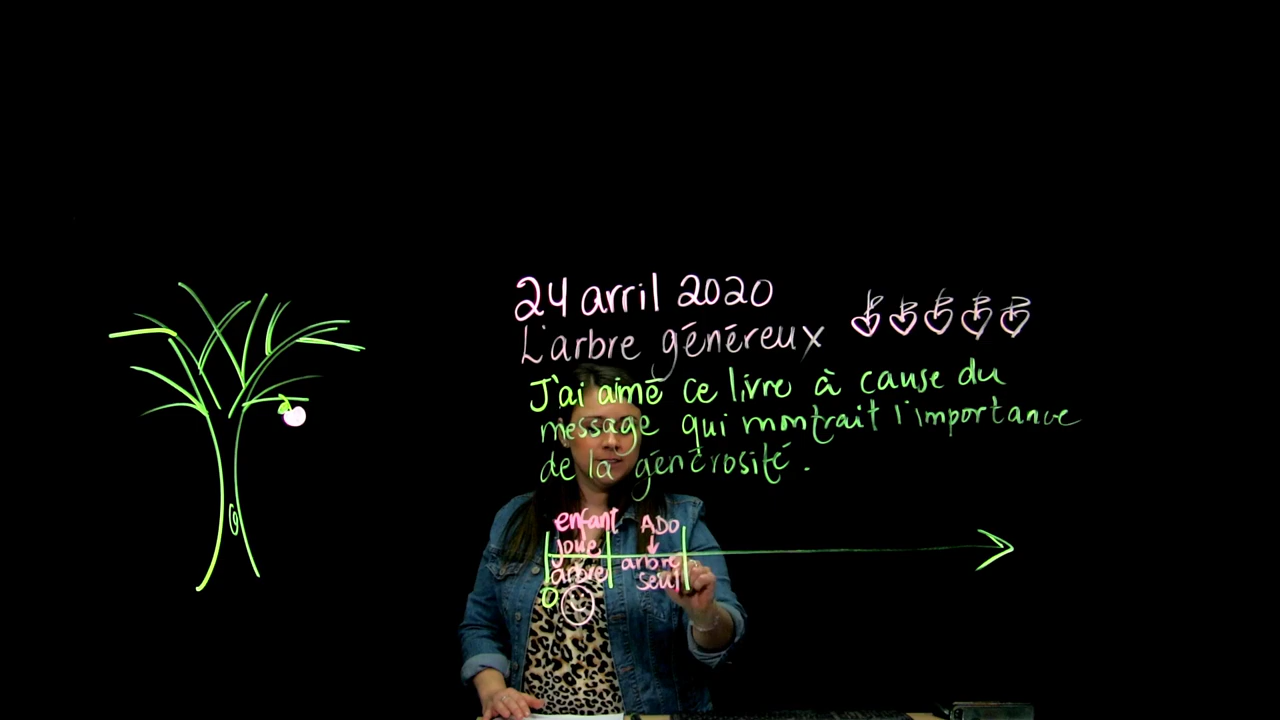 24 avril 2020
L'arbre généreux
J'ai aimé ce livre à cause du
message qui montrait l'importance
de la générosité.
enfant
joue
arbre
0
ADO
arbre
seul